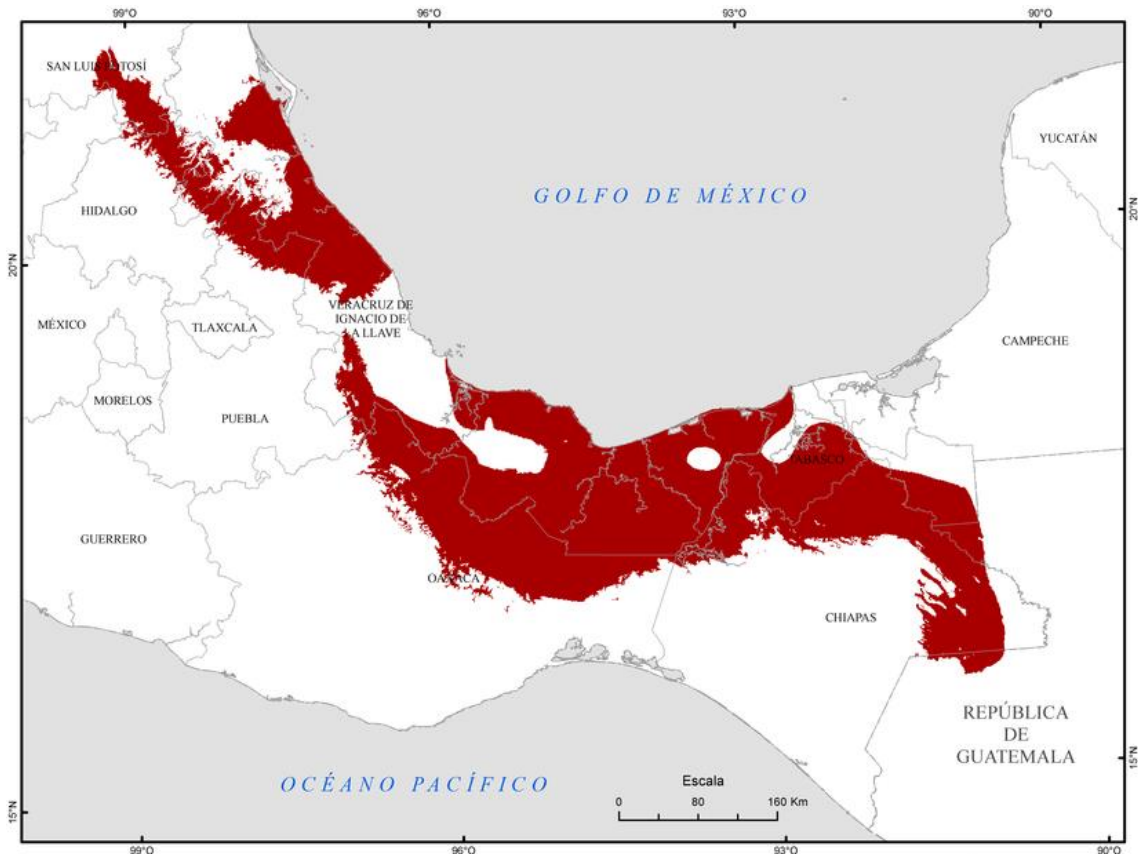 99°O 96°O 93°O 90°O
SAN LUIS POTOSÍ
YUCATÁN
GOLFO DE MÉXICO
20°N
HIDALGO
20°N
VERACRUZ DE
IGNACIO DE
LA LLAVE
MÉXICO
TLAXCALA
CAMPECHE
MORELOS
PUEBLA
TABASCO
GUERRERO
OAXACA
CHIAPAS
REPÚBLICA
DE
GUATEMALA
15°N
OCÉANO PACÍFICO
Escala
0 80 160 Km
15°N
99°O 96°O 93°O 90°O